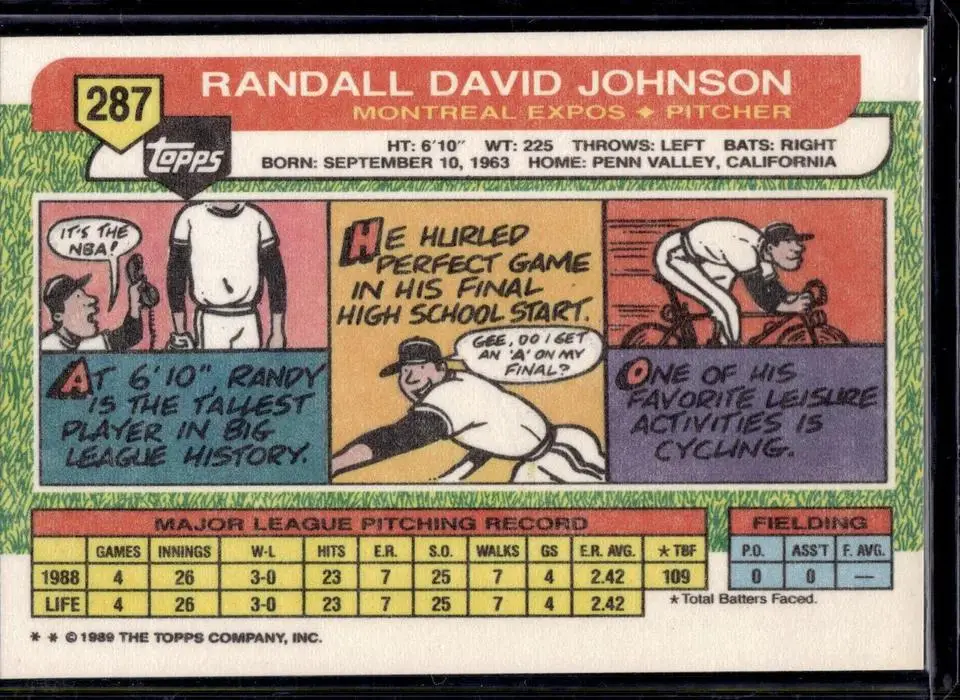 287
RANDALL DAVID JOHNSON
MONTREAL EXPOS ✦ PITCHER
topps
HT: 6'10" WT: 225 THROWS: LEFT BATS: RIGHT
BORN: SEPTEMBER 10, 1963 HOME: PENN VALLEY, CALIFORNIA
IT'S THE
NBA!
AT 6'10", RANDY
IS THE TALLEST
PLAYER IN BIG
LEAGUE HISTORY.
HE HURLED
PERFECT GAME
IN HIS FINAL
HIGH SCHOOL START.
GEE, DO I GET
AN 'A' ON MY
FINAL?
ONE OF HIS
FAVORITE LEISURE
ACTIVITIES IS
CYCLING.
MAJOR LEAGUE PITCHING RECORD
GAMES INNINGS W-L HITS E.R. S.O. WALKS GS E.R. AVG. ★TBF
1988 4 26 3-0 23 7 25 7 4 2.42 109
LIFE 4 26 3-0 23 7 25 7 4 2.42
FIELDING
P.O. ASS'T F. AVG.
0 0 —
★Total Batters Faced.
* * © 1989 THE TOPPS COMPANY, INC.